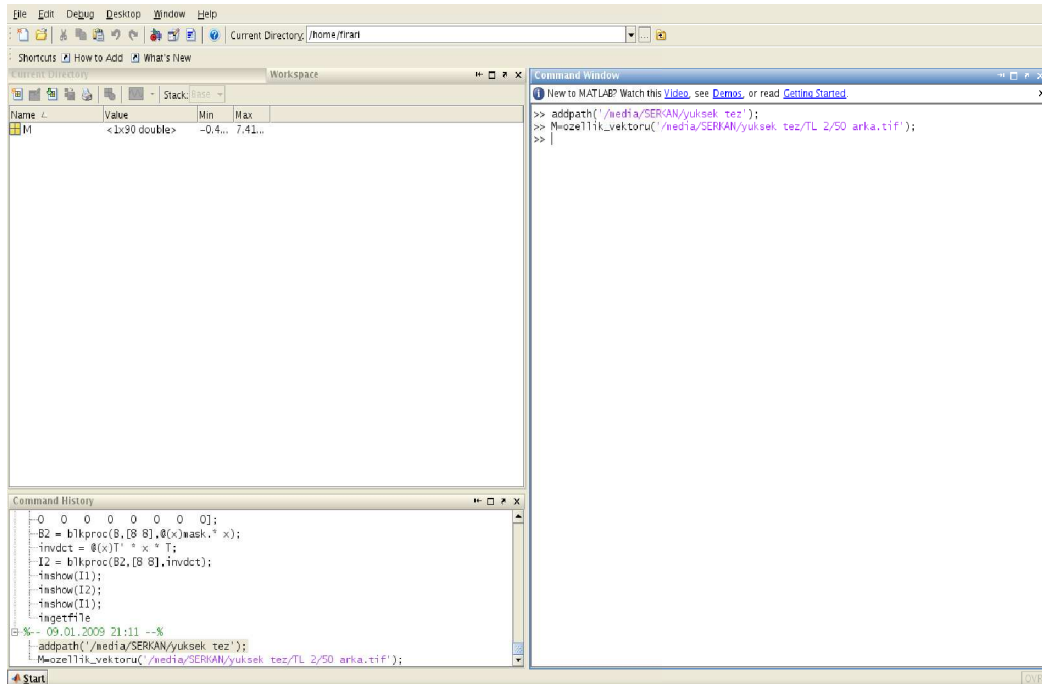 File Edit Debug Desktop Window Help
Current Directory: /home/firari
Shortcuts How to Add What's New
Current Directory Workspace
Stack: Base
Name Value Min Max
M <1x90 double> -0.4... 7.41...
Command History
0 0 0 0 0 0 0 0];
B2 = blkproc(B,[8 8],@(x)mask.* x);
invdct = @(x)T' * x * T;
I2 = blkproc(B2,[8 8],invdct);
imshow(I1);
imshow(I2);
imshow(I1);
imgetfile
%-- 09.01.2009 21:11 --%
addpath('/media/SERKAN/yuksek tez');
M=ozellik_vektoru('/media/SERKAN/yuksek tez/TL 2/50 arka.tif');
Command Window
New to MATLAB? Watch this Video, see Demos, or read Getting Started.
>> addpath('/media/SERKAN/yuksek tez');
>> M=ozellik_vektoru('/media/SERKAN/yuksek tez/TL 2/50 arka.tif');
>>
Start
OVR